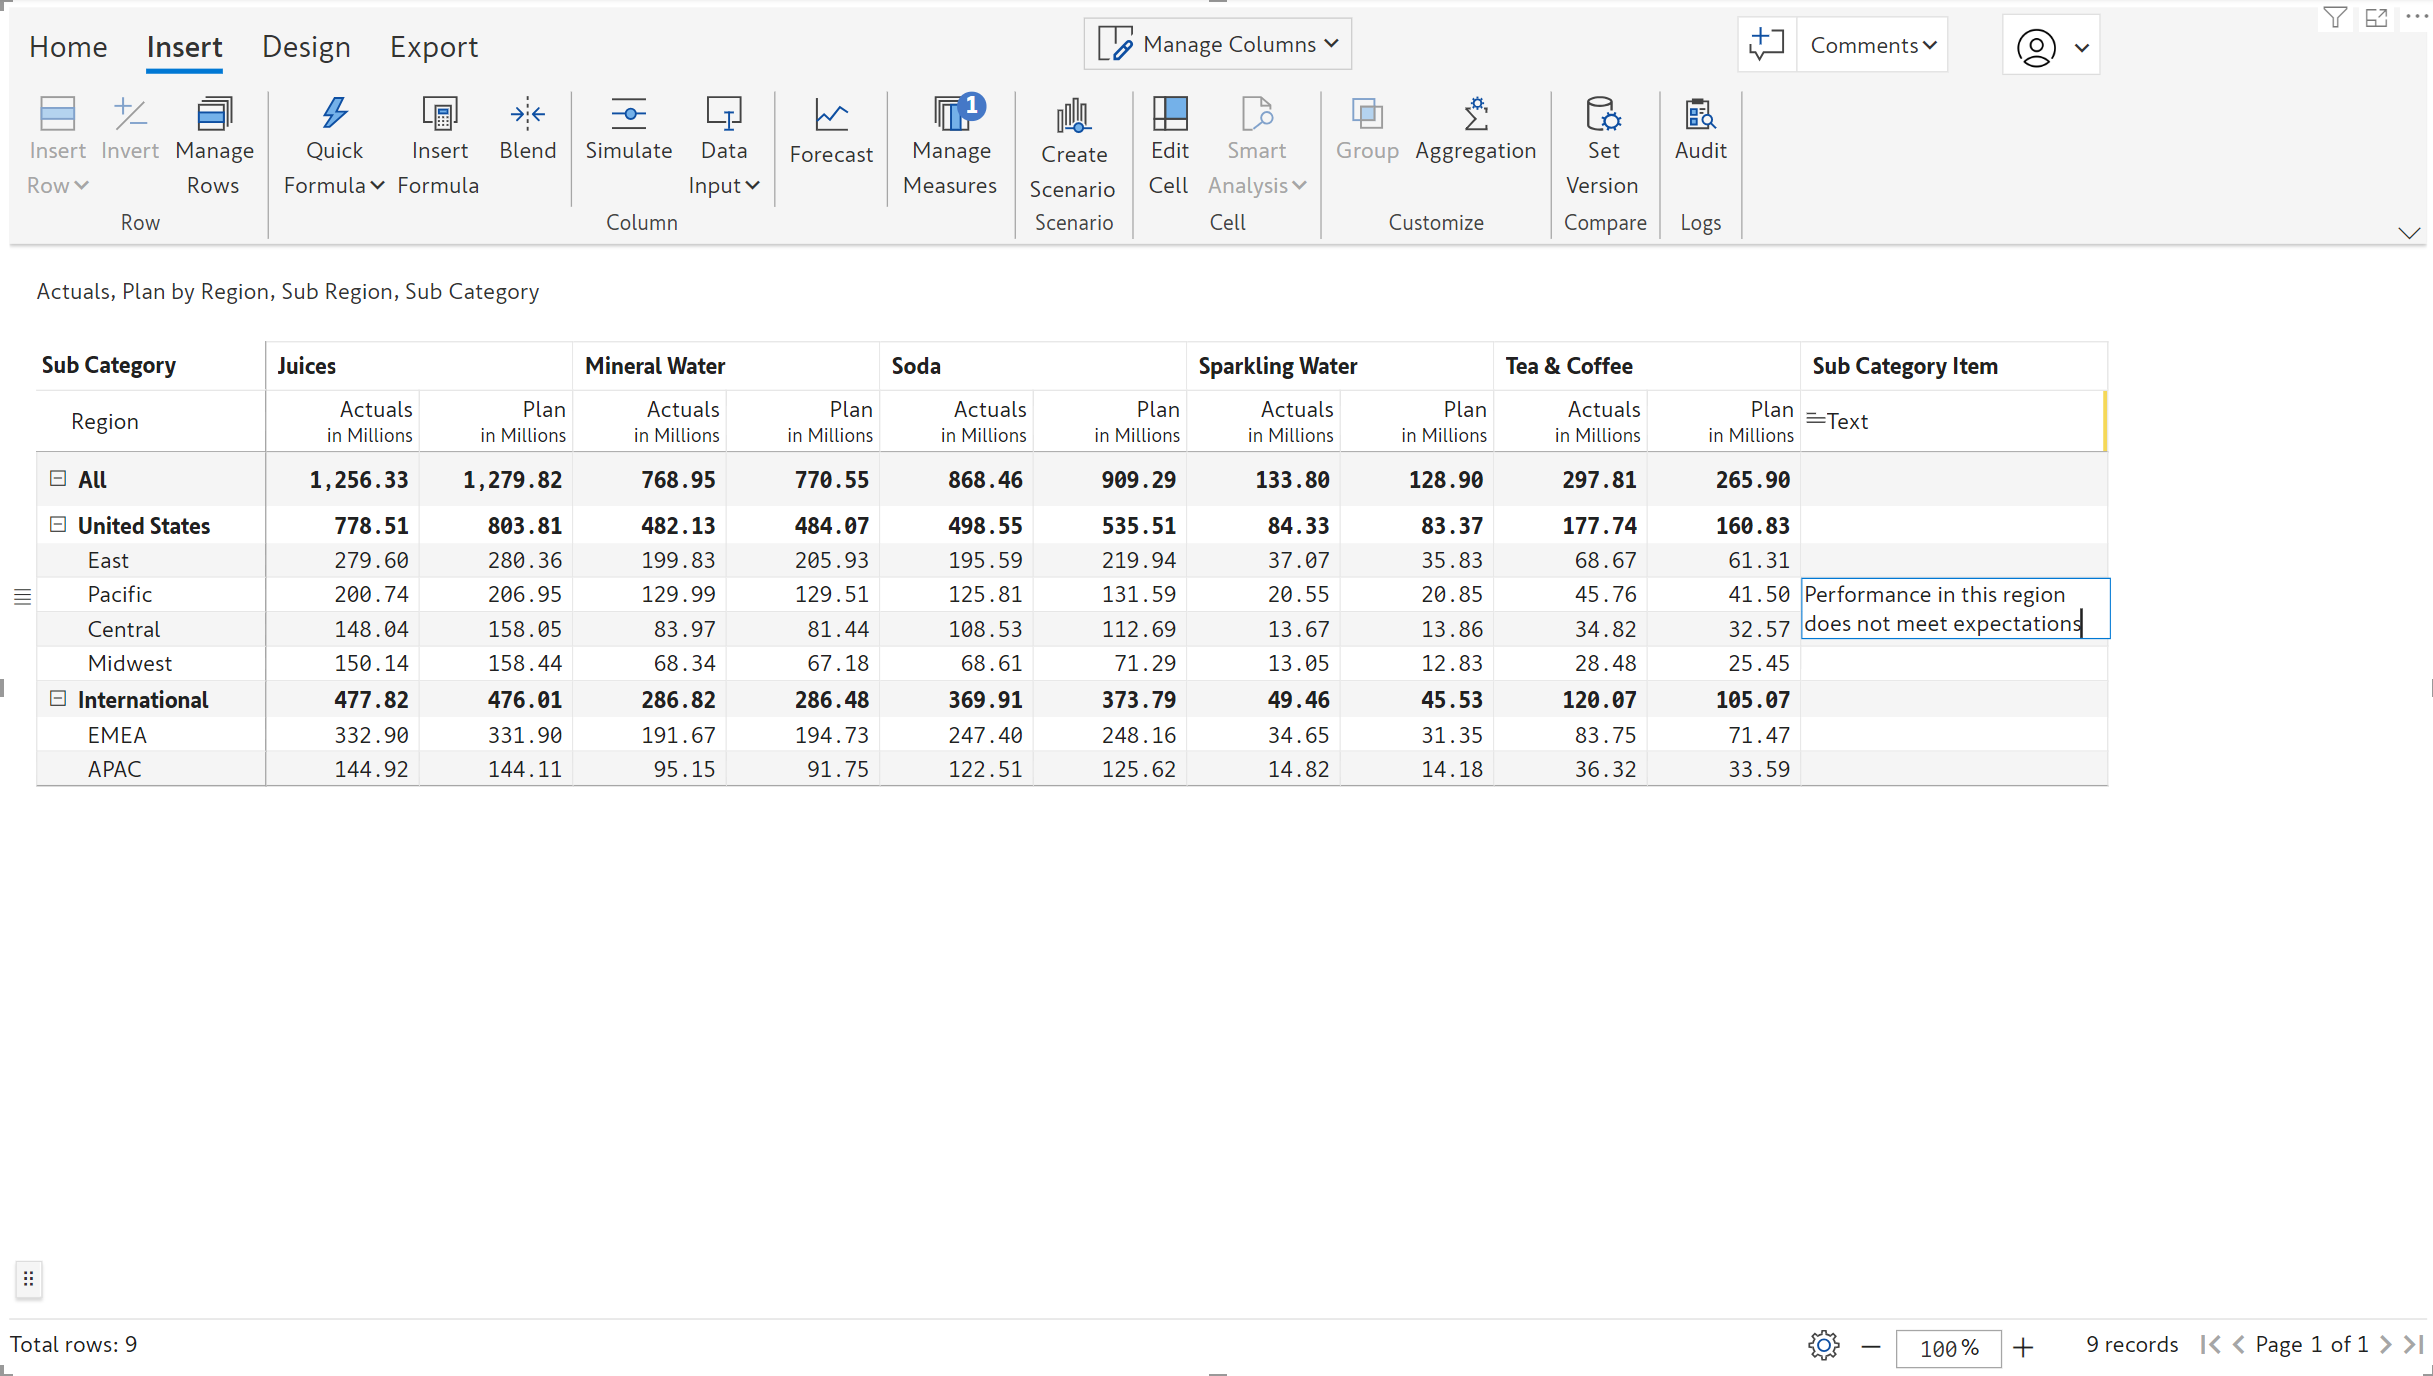 Home Insert Design Export Manage Columns Comments
Insert Row Invert Manage Rows Quick Formula Insert Formula Blend Simulate Data Input Forecast Manage Measures 1 Create Scenario Edit Cell Smart Analysis Group Aggregation Set Version Audit
Row Column Scenario Cell Customize Compare Logs
Actuals, Plan by Region, Sub Region, Sub Category
Sub Category Juices Mineral Water Soda Sparkling Water Tea & Coffee Sub Category Item
Region Actuals in Millions Plan in Millions Actuals in Millions Plan in Millions Actuals in Millions Plan in Millions Actuals in Millions Plan in Millions Actuals in Millions Plan in Millions Text
All 1,256.33 1,279.82 768.95 770.55 868.46 909.29 133.80 128.90 297.81 265.90
United States 778.51 803.81 482.13 484.07 498.55 535.51 84.33 83.37 177.74 160.83
East 279.60 280.36 199.83 205.93 195.59 219.94 37.07 35.83 68.67 61.31
Pacific 200.74 206.95 129.99 129.51 125.81 131.59 20.55 20.85 45.76 41.50 Performance in this region
Central 148.04 158.05 83.97 81.44 108.53 112.69 13.67 13.86 34.82 32.57 does not meet expectations
Midwest 150.14 158.44 68.34 67.18 68.61 71.29 13.05 12.83 28.48 25.45
International 477.82 476.01 286.82 286.48 369.91 373.79 49.46 45.53 120.07 105.07
EMEA 332.90 331.90 191.67 194.73 247.40 248.16 34.65 31.35 83.75 71.47
APAC 144.92 144.11 95.15 91.75 122.51 125.62 14.82 14.18 36.32 33.59
Total rows: 9 100% 9 records Page 1 of 1